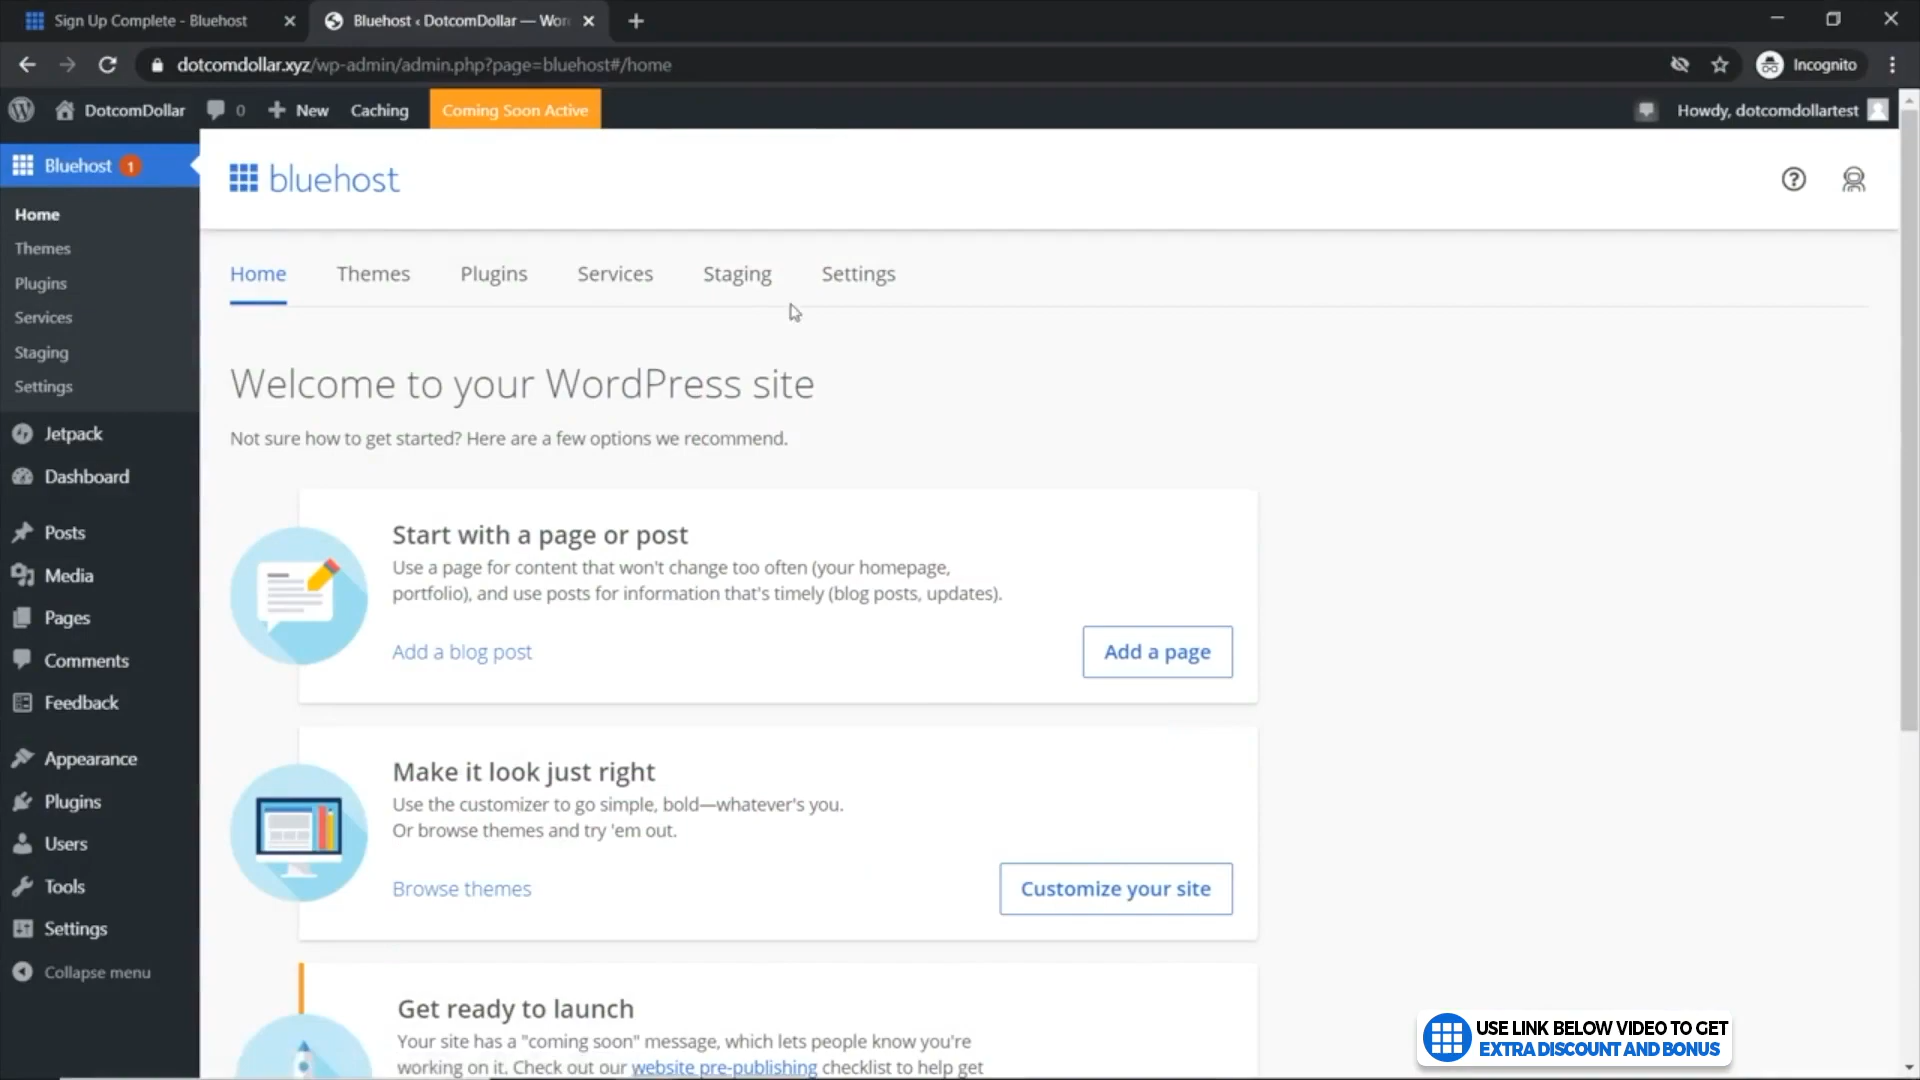 Sign Up Complete - Bluehost
Bluehost ‹ DotcomDollar — Wor
dotcomdollar.xyz/wp-admin/admin.php?page=bluehost#/home
Incognito
DotcomDollar
0
New
Caching
Coming Soon Active
Howdy, dotcomdollartest
Bluehost 1
Home
Themes
Plugins
Services
Staging
Settings
Jetpack
Dashboard
Posts
Media
Pages
Comments
Feedback
Appearance
Plugins
Users
Tools
Settings
Collapse menu
bluehost
Home
Themes
Plugins
Services
Staging
Settings
Welcome to your WordPress site
Not sure how to get started? Here are a few options we recommend.
Start with a page or post
Use a page for content that won't change too often (your homepage,
portfolio), and use posts for information that's timely (blog posts, updates).
Add a blog post
Add a page
Make it look just right
Use the customizer to go simple, bold—whatever's you.
Or browse themes and try 'em out.
Browse themes
Customize your site
Get ready to launch
Your site has a "coming soon" message, which lets people know you're
working on it. Check out our website pre-publishing checklist to help get
USE LINK BELOW VIDEO TO GET
EXTRA DISCOUNT AND BONUS